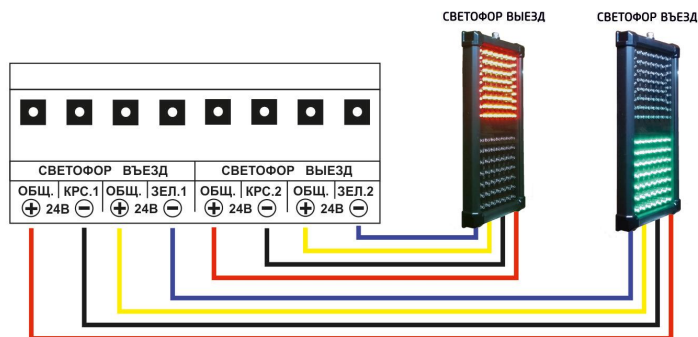 СВЕТОФОР ВЫЕЗД
СВЕТОФОР ВЪЕЗД
СВЕТОФОР ВЪЕЗД
СВЕТОФОР ВЫЕЗД
ОБЩ. КРС.1 ОБЩ. ЗЕЛ.1 ОБЩ. КРС.2 ОБЩ. ЗЕЛ.2
+ 24В − + 24В − + 24В − + 24В −